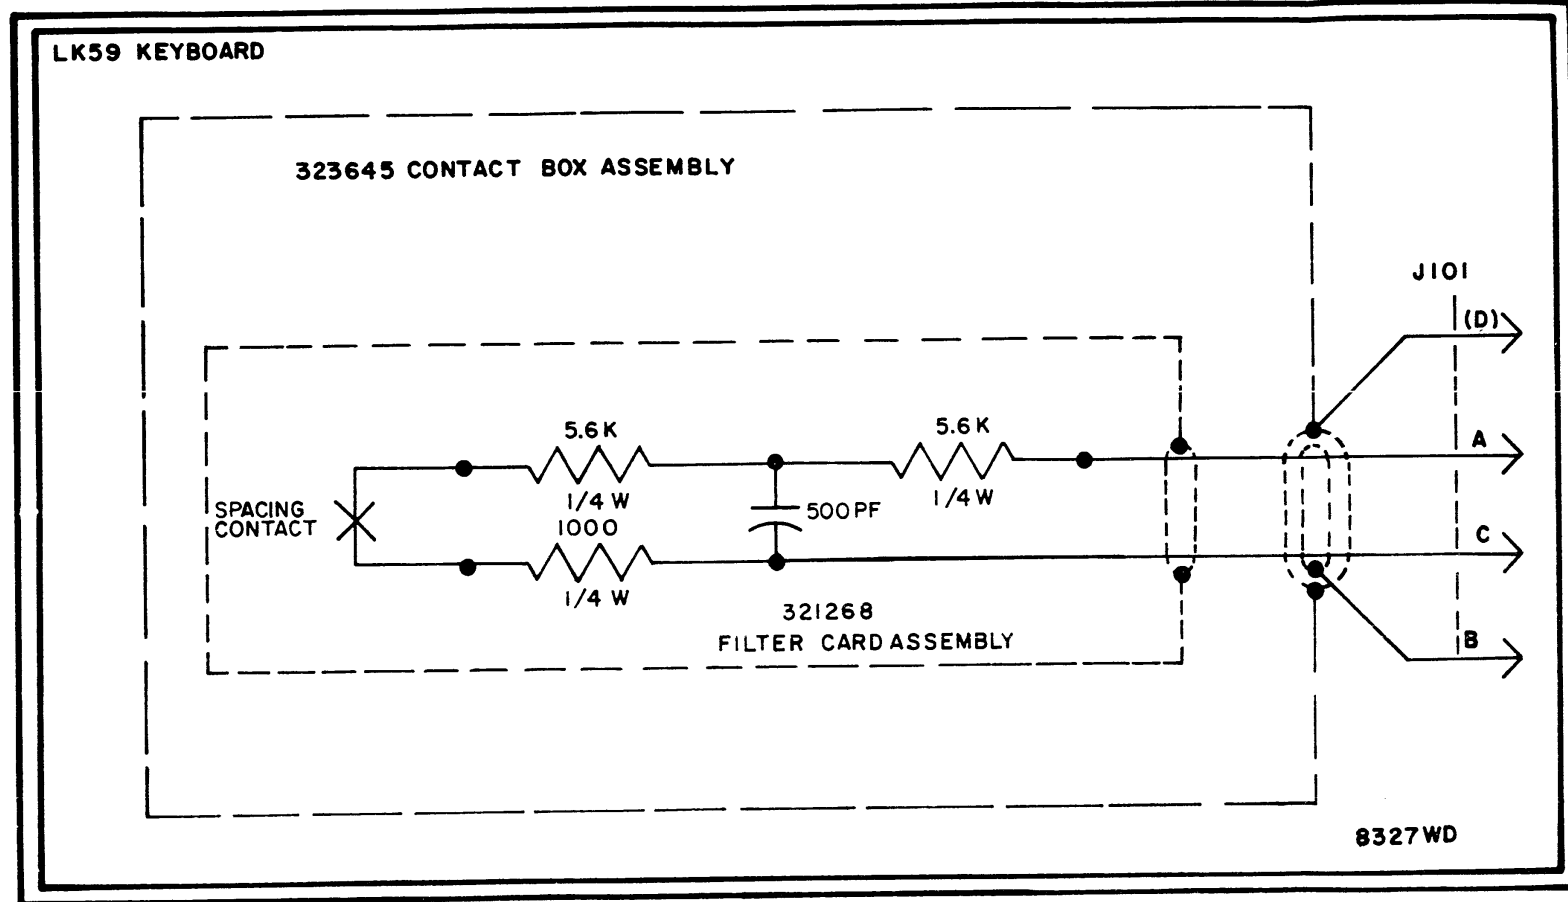 LK59 KEYBOARD
323645 CONTACT BOX ASSEMBLY
J101
(D)
5.6K
5.6K
A
1/4 W
1/4 W
SPACING
CONTACT
500PF
1000
C
1/4 W
321268
FILTER CARD ASSEMBLY
B
8327WD